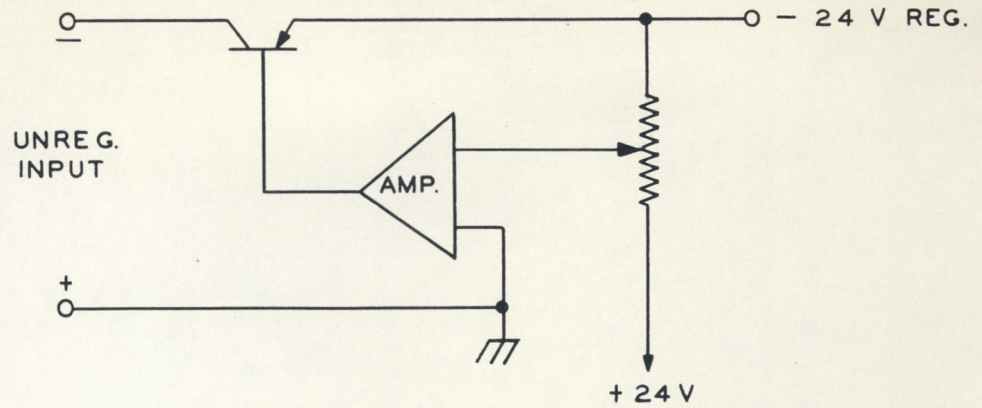 − 24 V REG.
−
UNREG.
INPUT
AMP.
+
+ 24 V